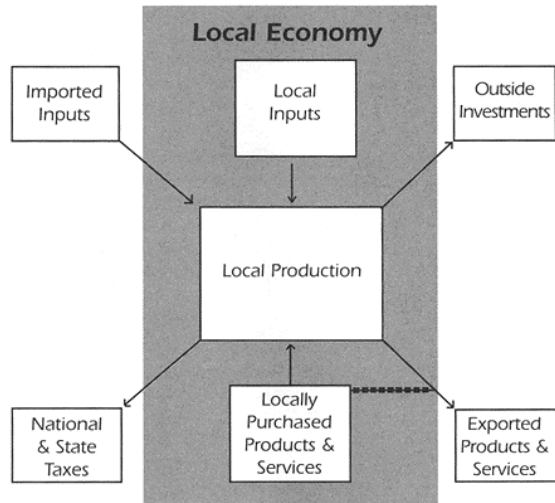 Local Economy
Imported
Inputs
Local
Inputs
Outside
Investments
Local Production
National
& State
Taxes
Locally
Purchased
Products &
Services
Exported
Products &
Services